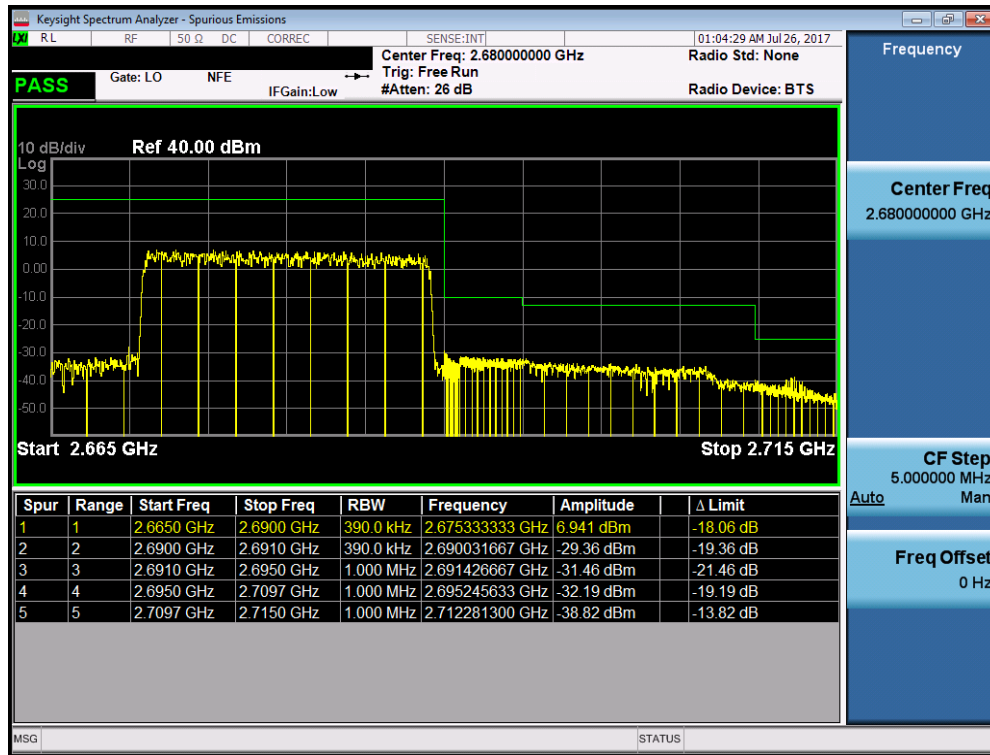 Keysight Spectrum Analyzer - Spurious Emissions
LXI RL RF 50 Ω DC CORREC SENSE:INT 01:04:29 AM Jul 26, 2017
Center Freq: 2.680000000 GHz Radio Std: None
PASS Gate: LO NFE Trig: Free Run
IFGain:Low #Atten: 26 dB Radio Device: BTS
Frequency
10 dB/div Ref 40.00 dBm
Log
30.0
20.0
10.0
0.00
-10.0
-20.0
-30.0
-40.0
-50.0
Start 2.665 GHz Stop 2.715 GHz
Spur Range Start Freq Stop Freq RBW Frequency Amplitude Δ Limit
1 1 2.6650 GHz 2.6900 GHz 390.0 kHz 2.675333333 GHz 6.941 dBm -18.06 dB
2 2 2.6900 GHz 2.6910 GHz 390.0 kHz 2.690031667 GHz -29.36 dBm -19.36 dB
3 3 2.6910 GHz 2.6950 GHz 1.000 MHz 2.691426667 GHz -31.46 dBm -21.46 dB
4 4 2.6950 GHz 2.7097 GHz 1.000 MHz 2.695245633 GHz -32.19 dBm -19.19 dB
5 5 2.7097 GHz 2.7150 GHz 1.000 MHz 2.712281300 GHz -38.82 dBm -13.82 dB
Center Freq
2.680000000 GHz
CF Step
5.000000 MHz
Auto Man
Freq Offset
0 Hz
MSG STATUS